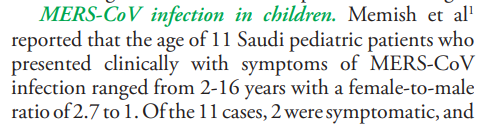 MERS-CoV infection in children. Memish et al1
reported that the age of 11 Saudi pediatric patients who
presented clinically with symptoms of MERS-CoV
infection ranged from 2-16 years with a female-to-male
ratio of 2.7 to 1. Of the 11 cases, 2 were symptomatic, and